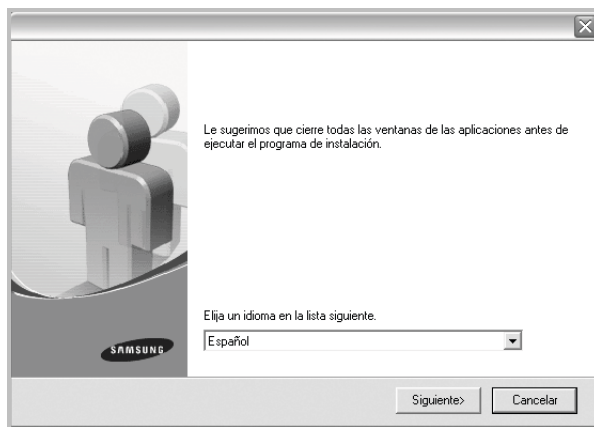 Le sugerimos que cierre todas las ventanas de las aplicaciones antes de
ejecutar el programa de instalación.
Elija un idioma en la lista siguiente.
Español
SAMSUNG
Siguiente>
Cancelar